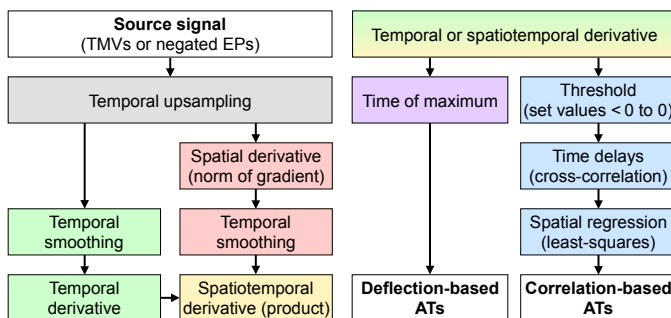 Source signal
(TMVs or negated EPs)
Temporal upsampling
Spatial derivative
(norm of gradient)
Temporal
smoothing
Temporal
smoothing
Temporal
derivative
Spatiotemporal
derivative (product)
Temporal or spatiotemporal derivative
Time of maximum
Threshold
(set values < 0 to 0)
Time delays
(cross-correlation)
Spatial regression
(least-squares)
Deflection-based
ATs
Correlation-based
ATs